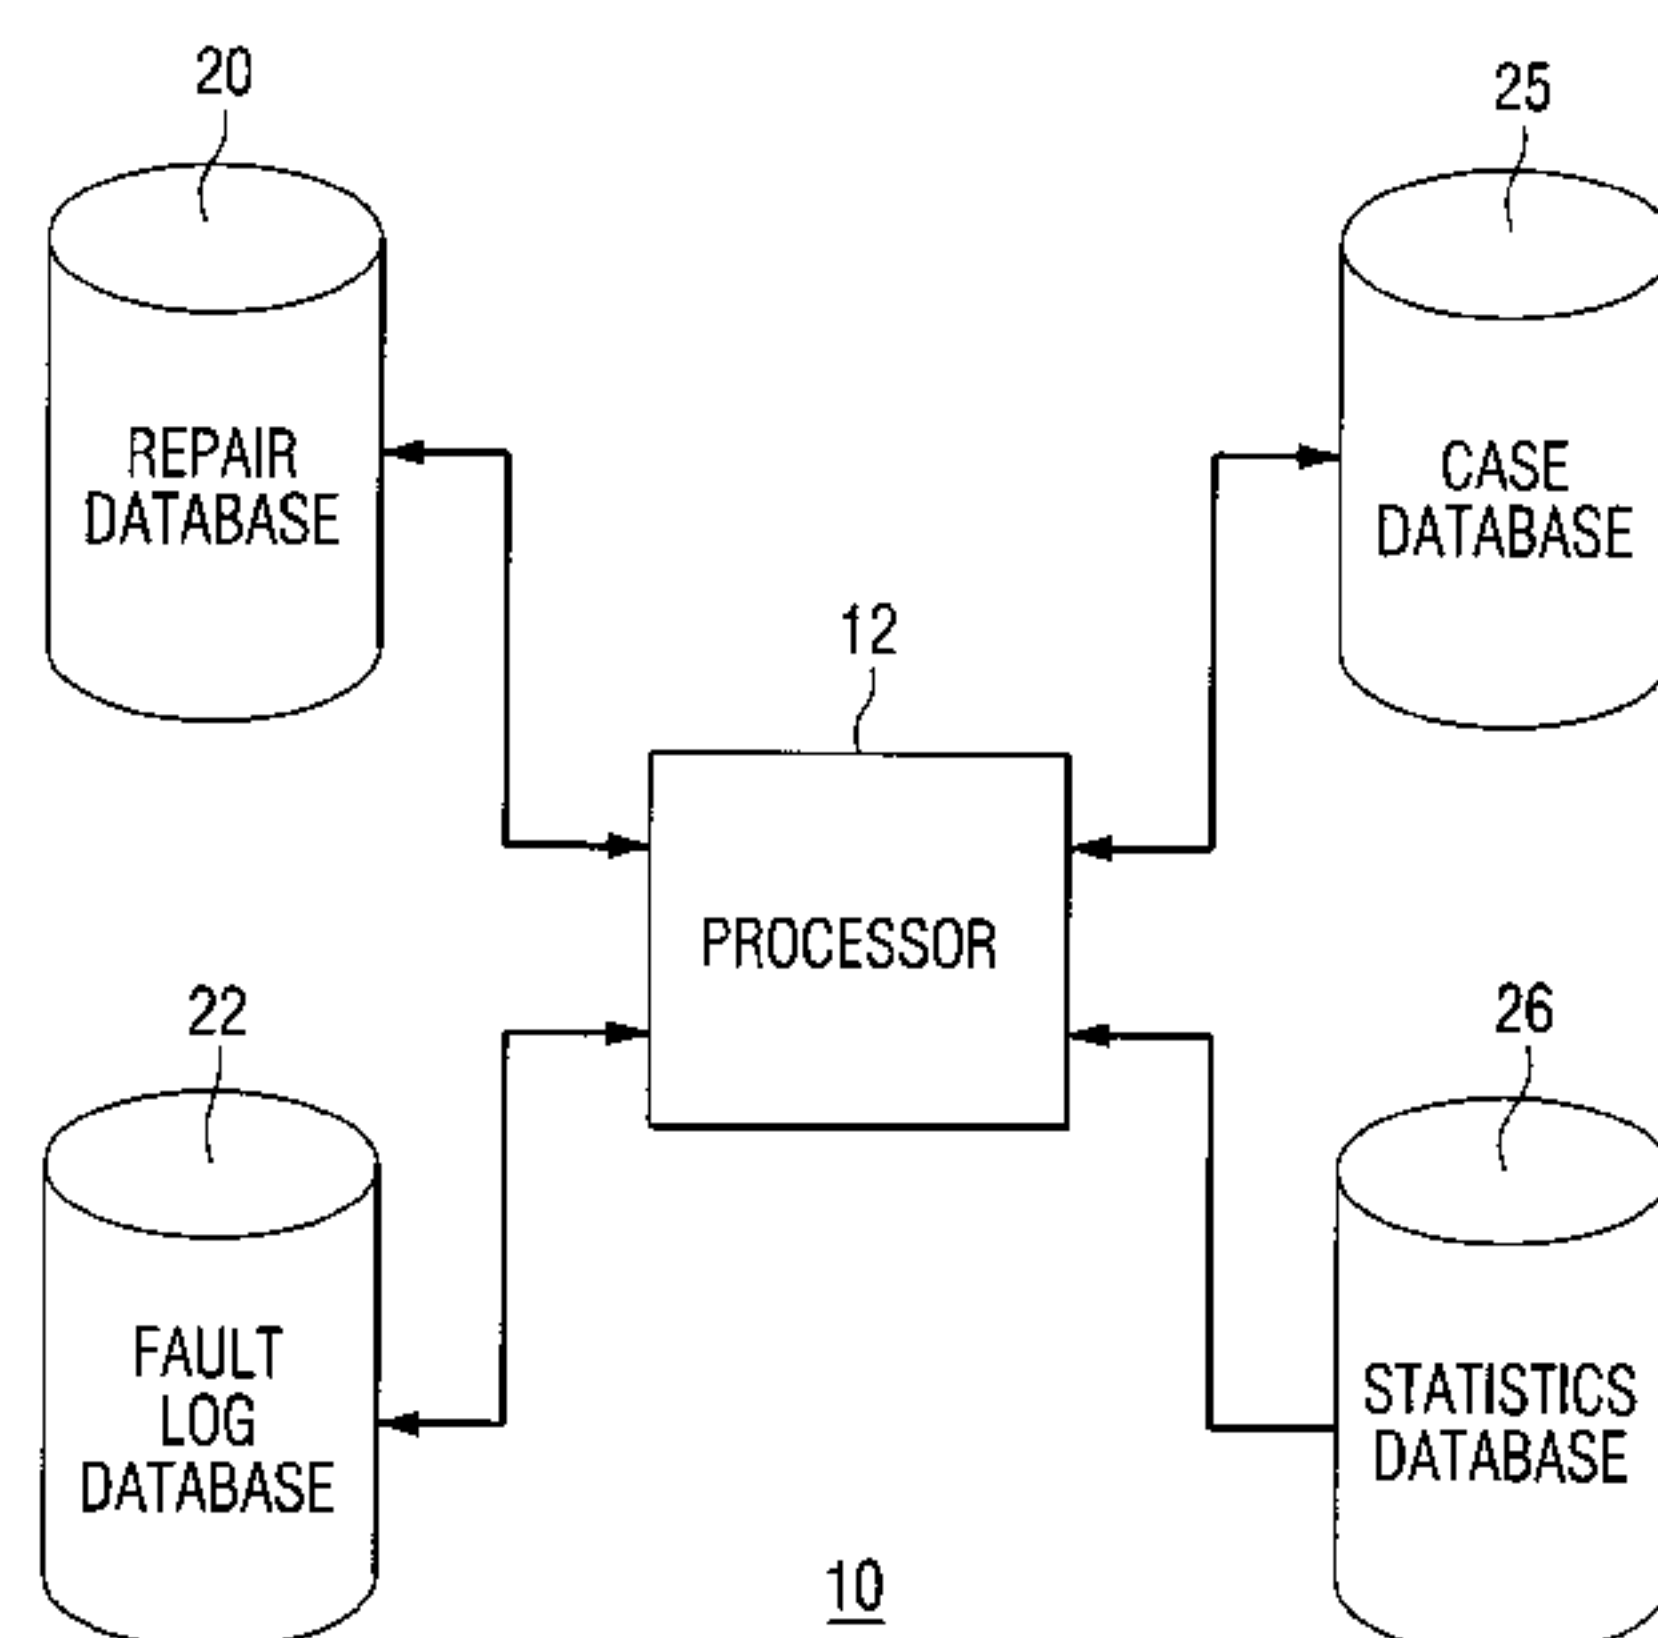 20
25
REPAIR
DATABASE
CASE
DATABASE
12
PROCESSOR
22
26
FAULT
LOG
DATABASE
STATISTICS
DATABASE
10